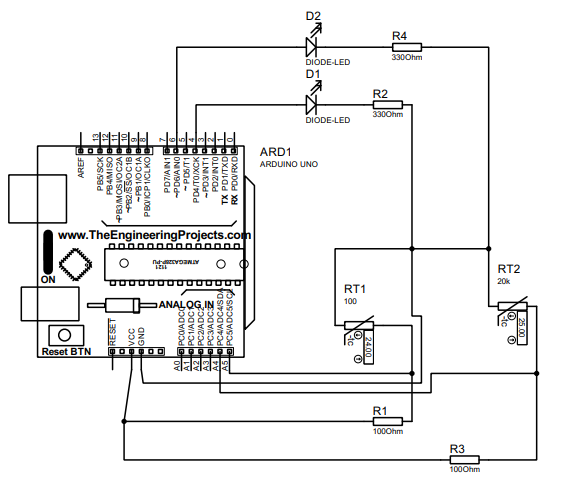 D2
DIODE-LED
R4
330Ohm
D1
DIODE-LED
R2
330Ohm
ARD1
ARDUINO UNO
AREF
13
12
11
10
9
8
7
6
5
4
3
2
1
0
PB5/SCK
PB4/MISO
~PB3/MOSI/OC2A
~PB2/SS/OC1B
~PB1/OC1A
PB0/ICP1/CLKO
PD7/AIN1
~PD6/AIN0
~PD5/T1
PD4/T0/XCK
~PD3/INT1
PD2/INT0
TX PD1/TXD
RX PD0/RXD
www.TheEngineeringProjects.com
1121
ATMEGA328P-PU
ON
ANALOG IN
Reset BTN
RESET
VCC
GND
PC0/ADC0
PC1/ADC1
PC2/ADC2
PC3/ADC3
PC4/ADC4/SDA
PC5/ADC5/SCL
A0
A1
A2
A3
A4
A5
RT1
100
-tc
24.00
RT2
20k
-tc
25.00
R1
100Ohm
R3
100Ohm